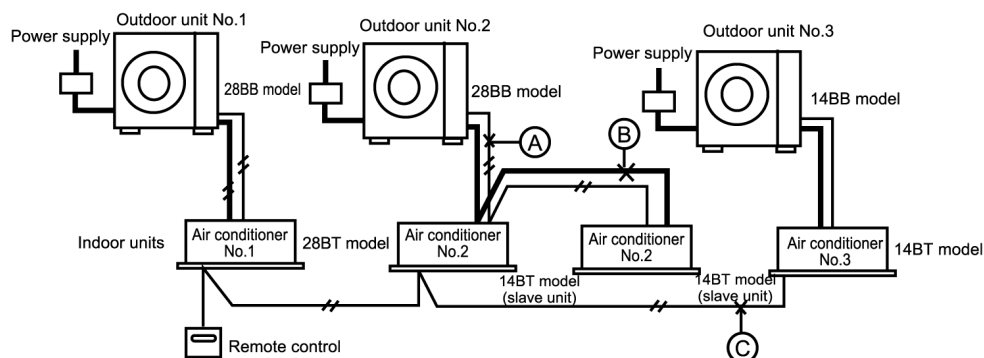 Outdoor unit No.1
Outdoor unit No.2
Outdoor unit No.3
Power supply
Power supply
Power supply
28BB model
28BB model
14BB model
A
B
Indoor units
Air conditioner
No.1
28BT model
Air conditioner
No.2
Air conditioner
No.2
Air conditioner
No.3
14BT model
14BT model
(slave unit)
14BT model
(slave unit)
Remote control
C